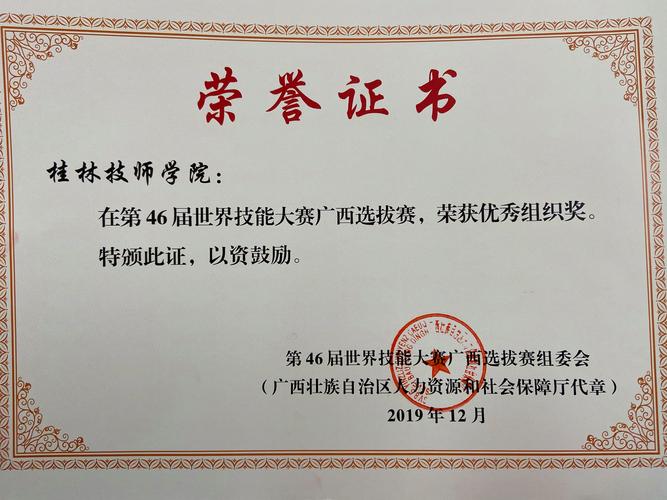 荣誉证书
桂林技师学院：
在第46届世界技能大赛广西选拔赛，荣获优秀组织奖。
特颁此证，以资鼓励。
第46届世界技能大赛广西选拔赛组委会
（广西壮族自治区人力资源和社会保障厅代章）
2019年12月